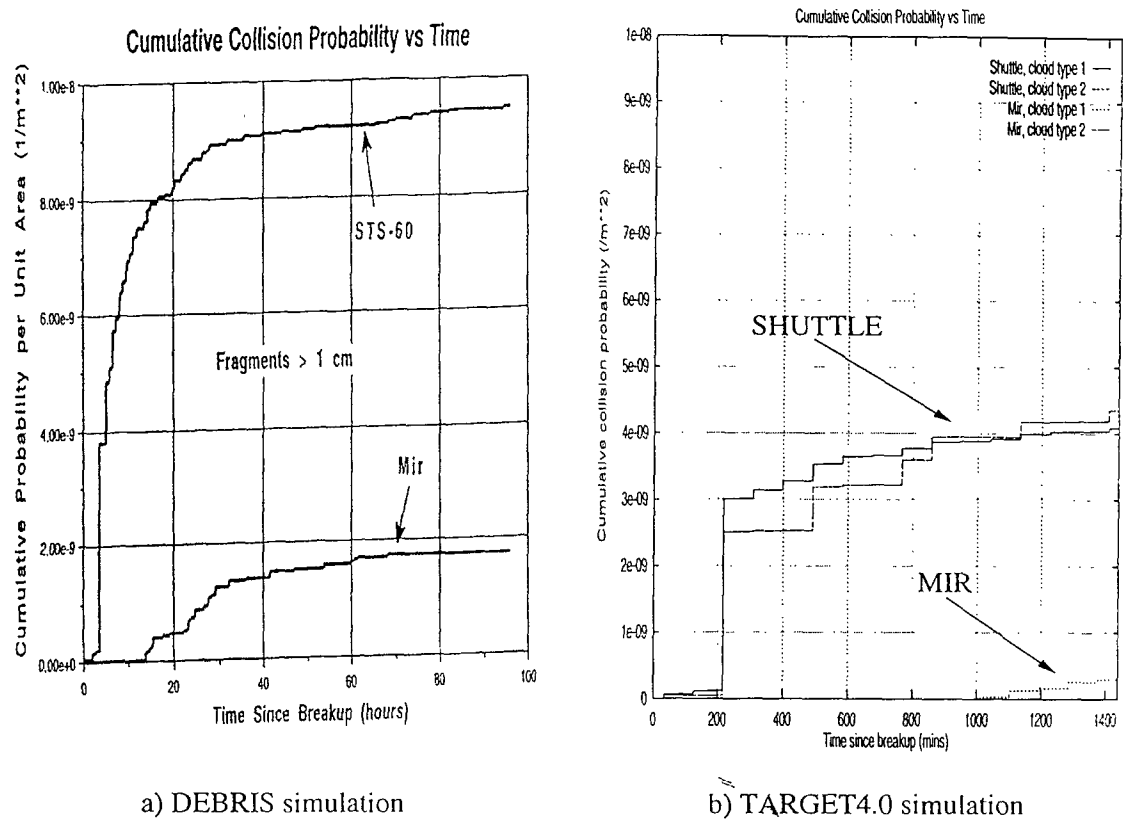 Cumulative Collision Probability vs Time
Cumulative Probability per Unit Area (1/m**2)
1.00e-8
8.00e-9
6.00e-9
4.00e-9
2.00e-9
0.00e+0
STS-60
Fragments > 1 cm
Mir
0 20 40 60 80 100
Time Since Breakup (hours)
a) DEBRIS simulation
Cumulative Collision Probability vs Time
Cumulative collision probability (/m**2)
1e-08
9e-09
8e-09
7e-09
6e-09
5e-09
4e-09
3e-09
2e-09
1e-09
0
Shuttle, cloud type 1
Shuttle, cloud type 2
Mir, cloud type 1
Mir, cloud type 2
SHUTTLE
MIR
0 200 400 600 800 1000 1200 1400
Time since breakup (mins)
b) TARGET4.0 simulation